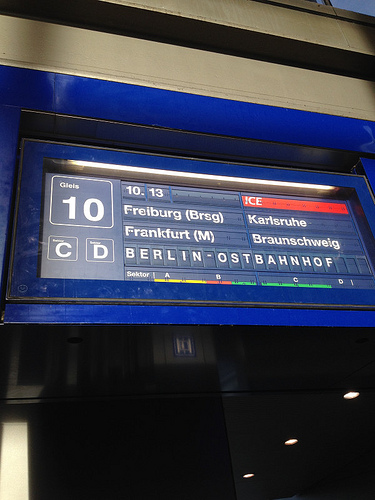 Gleis
10
C D
10. 13 ICE
Freiburg (Brsg) Karlsruhe
Frankfurt (M) Braunschweig
BERLIN-OSTBAHNHOF
Sektor A B C D